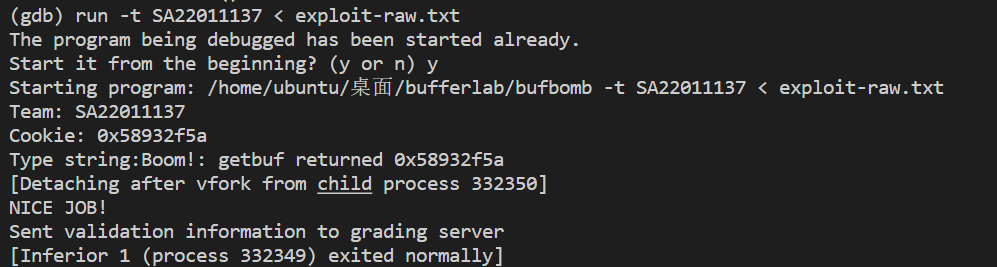 (gdb) run -t SA22011137 < exploit-raw.txt
The program being debugged has been started already.
Start it from the beginning? (y or n) y
Starting program: /home/ubuntu/桌面/bufferlab/bufbomb -t SA22011137 < exploit-raw.txt
Team: SA22011137
Cookie: 0x58932f5a
Type string:Boom!: getbuf returned 0x58932f5a
[Detaching after vfork from child process 332350]
NICE JOB!
Sent validation information to grading server
[Inferior 1 (process 332349) exited normally]